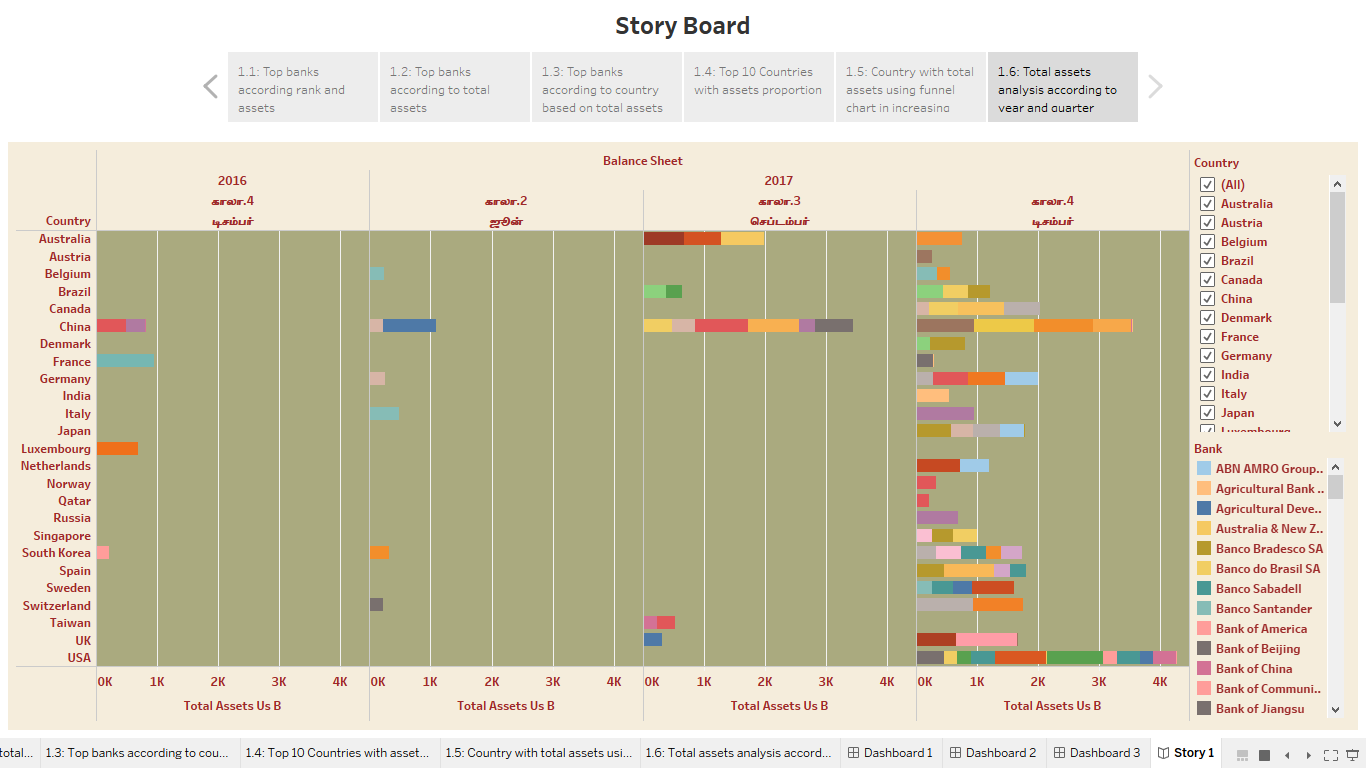 Story Board
1.1: Top banks
according rank and
assets
1.2: Top banks
according to total
assets
1.3: Top banks
according to country
based on total assets
1.4: Top 10 Countries
with assets proportion
1.5: Country with total
assets using funnel
chart in increasing
1.6: Total assets
analysis according to
year and quarter
Balance Sheet
2016
2017
காலா.4
காலா.2
காலா.3
காலா.4
Country
டிசம்பர்
ஜூன்
செப்டம்பர்
டிசம்பர்
Australia
Austria
Belgium
Brazil
Canada
China
Denmark
France
Germany
India
Italy
Japan
Luxembourg
Netherlands
Norway
Qatar
Russia
Singapore
South Korea
Spain
Sweden
Switzerland
Taiwan
UK
USA
0K 1K 2K 3K 4K
0K 1K 2K 3K 4K
0K 1K 2K 3K 4K
0K 1K 2K 3K 4K
Total Assets Us B
Total Assets Us B
Total Assets Us B
Total Assets Us B
Country
(All)
Australia
Austria
Belgium
Brazil
Canada
China
Denmark
France
Germany
India
Italy
Japan
Luxembourg
Bank
ABN AMRO Group..
Agricultural Bank ..
Agricultural Deve..
Australia & New Z..
Banco Bradesco SA
Banco do Brasil SA
Banco Sabadell
Banco Santander
Bank of America
Bank of Beijing
Bank of China
Bank of Communi..
Bank of Jiangsu
total...
1.3: Top banks according to cou...
1.4: Top 10 Countries with asset...
1.5: Country with total assets usi...
1.6: Total assets analysis accord...
Dashboard 1
Dashboard 2
Dashboard 3
Story 1